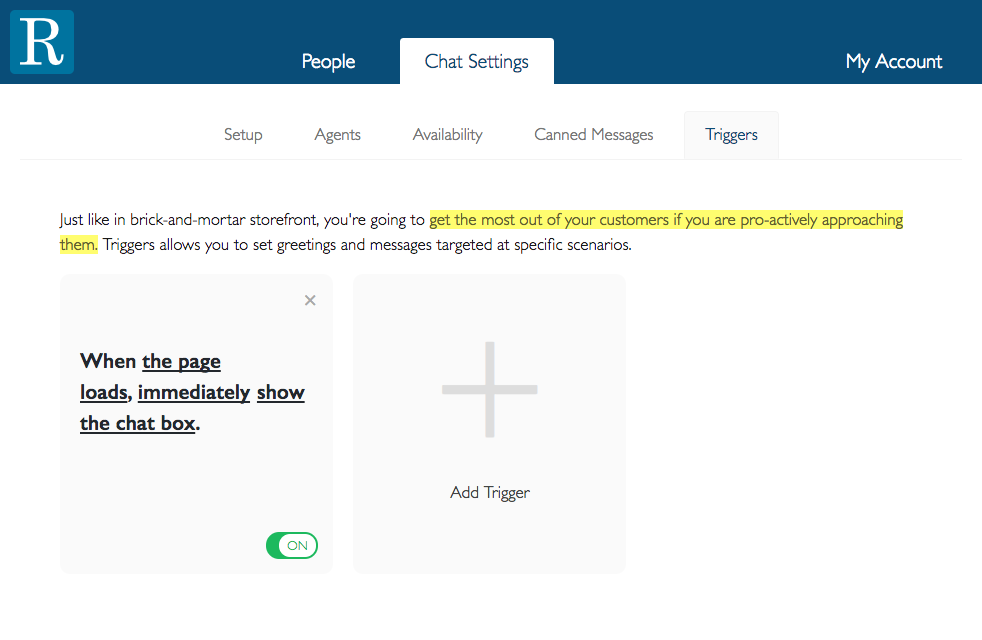 R
People
Chat Settings
My Account
Setup
Agents
Availability
Canned Messages
Triggers
Just like in brick-and-mortar storefront, you're going to get the most out of your customers if you are pro-actively approaching
them. Triggers allows you to set greetings and messages targeted at specific scenarios.
×
When the page
loads, immediately show
the chat box.
ON
Add Trigger